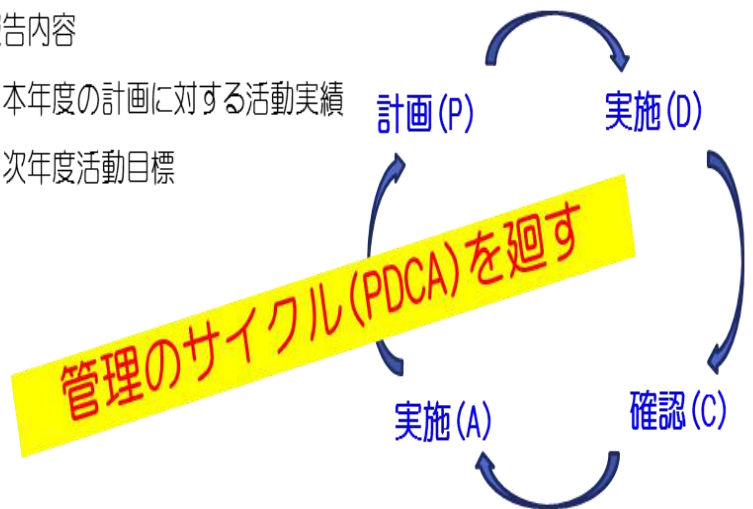 告内容
本年度の計画に対する活動実績
次年度活動目標
計画(P)
実施(D)
管理のサイクル(PDCA)を廻す
実施(A)
確認(C)